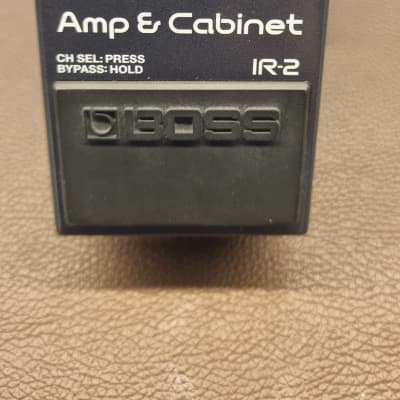 Amp & Cabinet
CH SEL: PRESS
BYPASS: HOLD
IR-2
BOSS